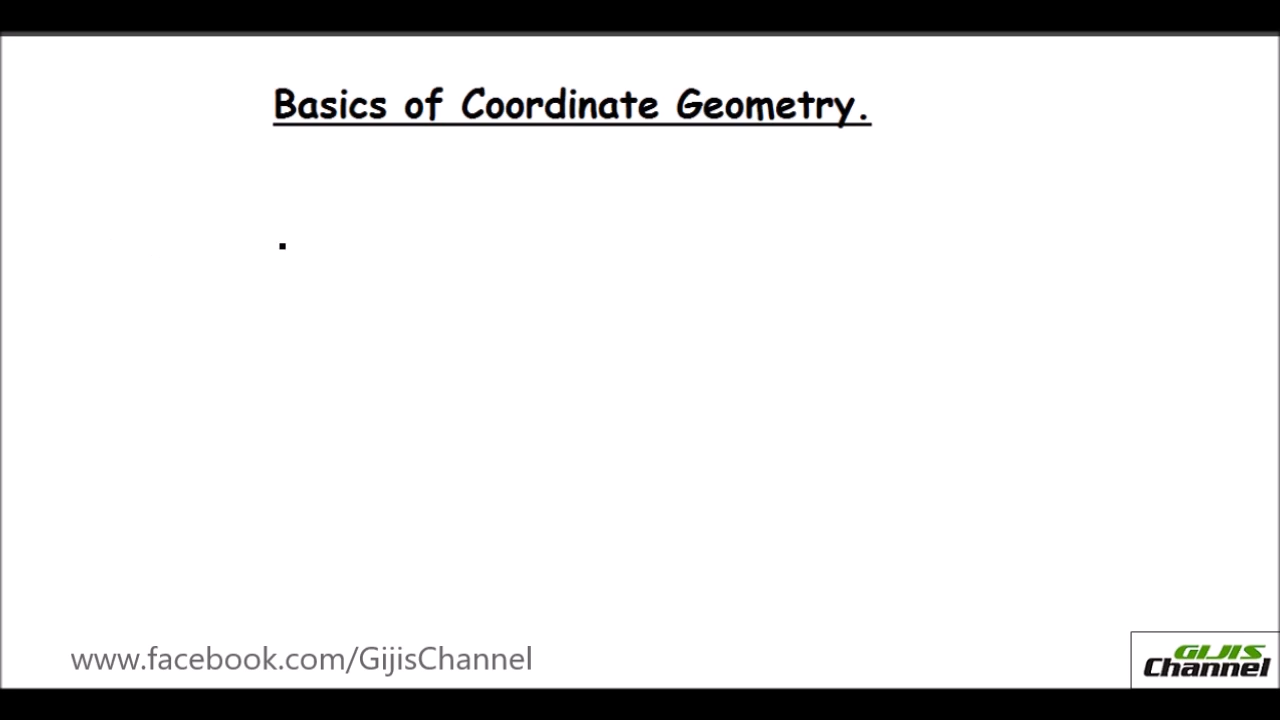 Basics of Coordinate Geometry.
.
www.facebook.com/GijisChannel
GIJIS
Channel